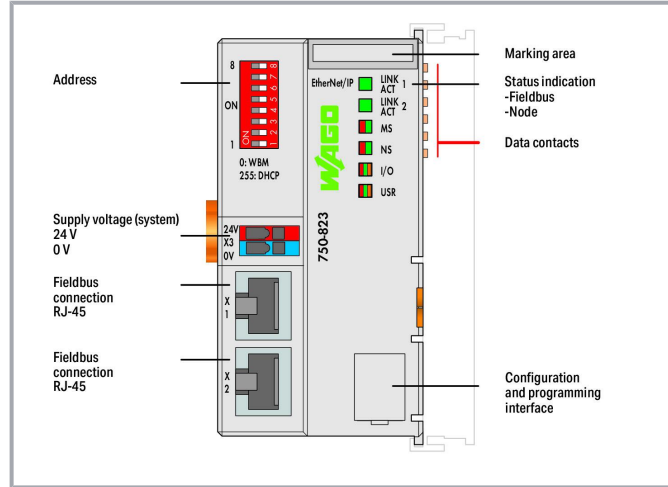 Address
Supply voltage (system)
24 V
0 V
Fieldbus
connection
RJ-45
Fieldbus
connection
RJ-45
8
ON
1
ON
1 2 3 4 5 6 7 8
0: WBM
255: DHCP
24V
X3
0V
X
1
X
2
EtherNet/IP
LINK
ACT 1
LINK
ACT 2
MS
NS
I/O
USR
WAGO
750-823
Marking area
Status indication
-Fieldbus
-Node
Data contacts
Configuration
and programming
interface